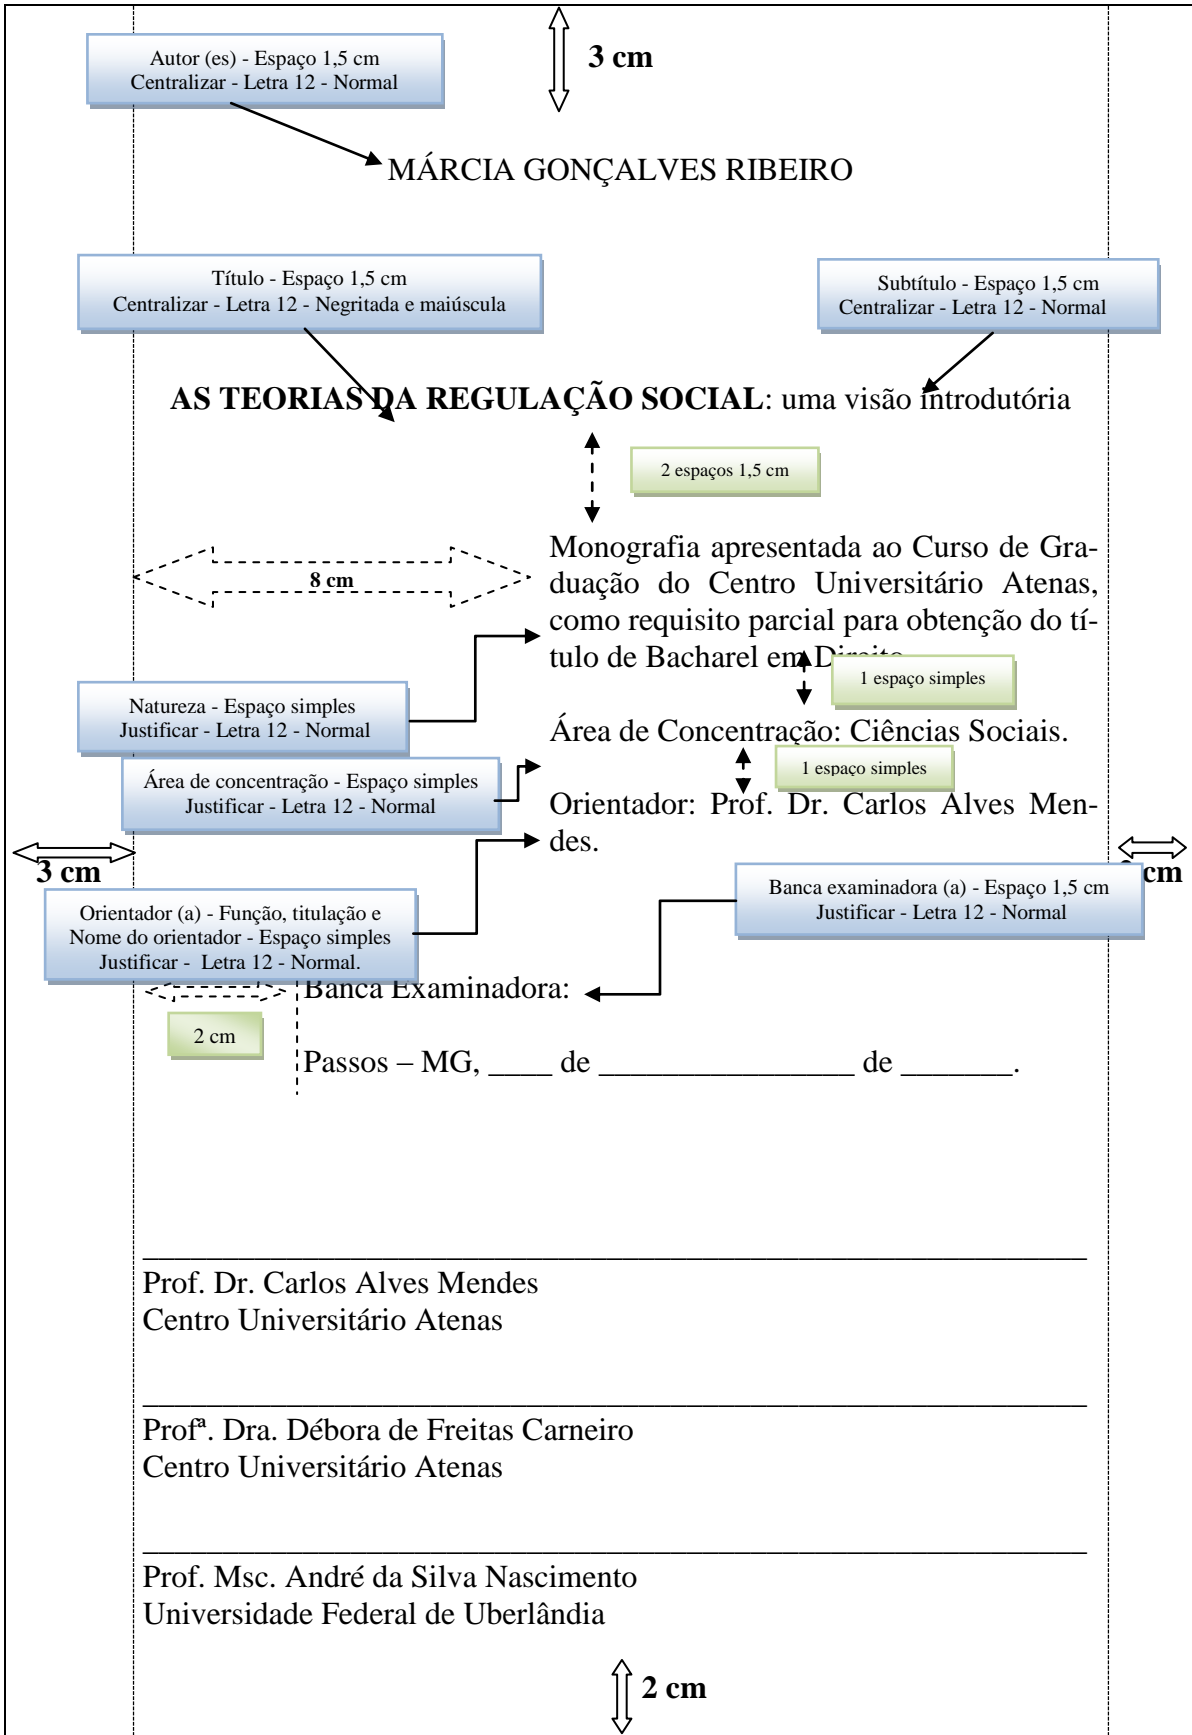 Autor (es) - Espaço 1,5 cm
Centralizar - Letra 12 - Normal
3 cm
MÁRCIA GONÇALVES RIBEIRO
Título - Espaço 1,5 cm
Centralizar - Letra 12 - Negritada e maiúscula
Subtítulo - Espaço 1,5 cm
Centralizar - Letra 12 - Normal
AS TEORIAS DA REGULAÇÃO SOCIAL: uma visão introdutória
2 espaços 1,5 cm
Monografia apresentada ao Curso de Gra-
duação do Centro Universitário Atenas,
como requisito parcial para obtenção do tí-
tulo de Bacharel em Direito
8 cm
1 espaço simples
Natureza - Espaço simples
Justificar - Letra 12 - Normal
Área de Concentração: Ciências Sociais.
1 espaço simples
Área de concentração - Espaço simples
Justificar - Letra 12 - Normal
Orientador: Prof. Dr. Carlos Alves Men-
des.
3 cm
cm
Banca examinadora (a) - Espaço 1,5 cm
Justificar - Letra 12 - Normal
Orientador (a) - Função, titulação e
Nome do orientador - Espaço simples
Justificar - Letra 12 - Normal.
Banca Examinadora:
2 cm
Passos – MG, ____ de ________________ de _______.
___________________________________________________________
Prof. Dr. Carlos Alves Mendes
Centro Universitário Atenas
___________________________________________________________
Profª. Dra. Débora de Freitas Carneiro
Centro Universitário Atenas
___________________________________________________________
Prof. Msc. André da Silva Nascimento
Universidade Federal de Uberlândia
2 cm